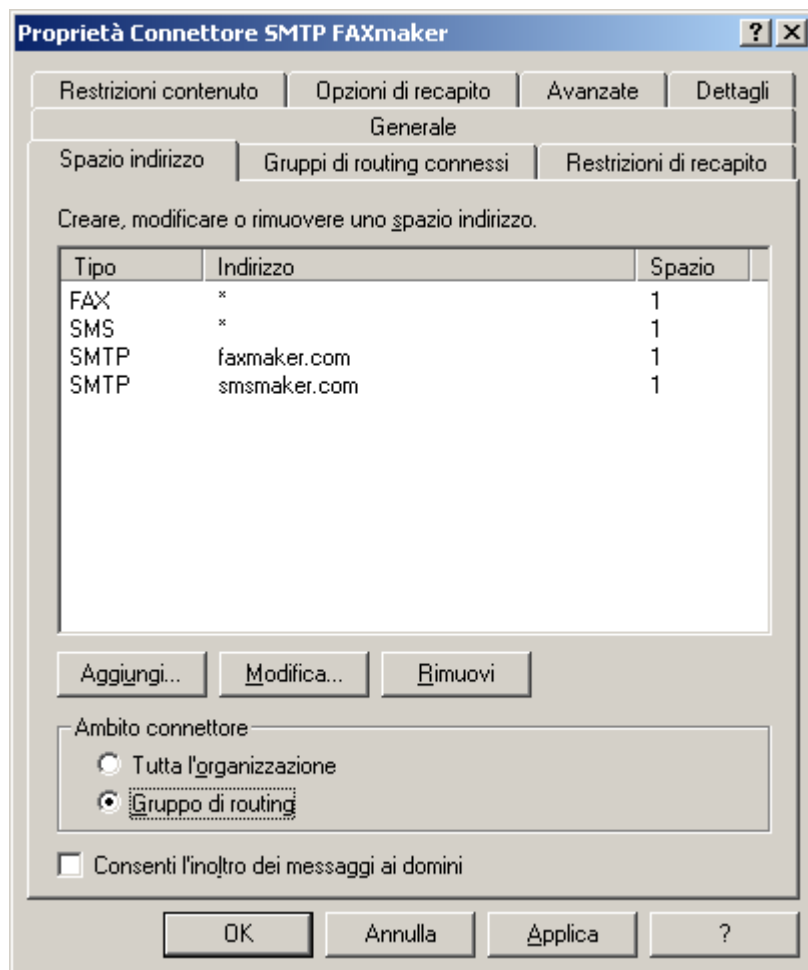 Proprietà Connettore SMTP FAXmaker
Restrizioni contenuto Opzioni di recapito Avanzate Dettagli
Generale
Spazio indirizzo Gruppi di routing connessi Restrizioni di recapito
Creare, modificare o rimuovere uno spazio indirizzo.
Tipo Indirizzo Spazio
FAX * 1
SMS * 1
SMTP faxmaker.com 1
SMTP smsmaker.com 1
Aggiungi... Modifica... Rimuovi
Ambito connettore
Tutta l'organizzazione
Gruppo di routing
Consenti l'inoltro dei messaggi ai domini
OK Annulla Applica ?